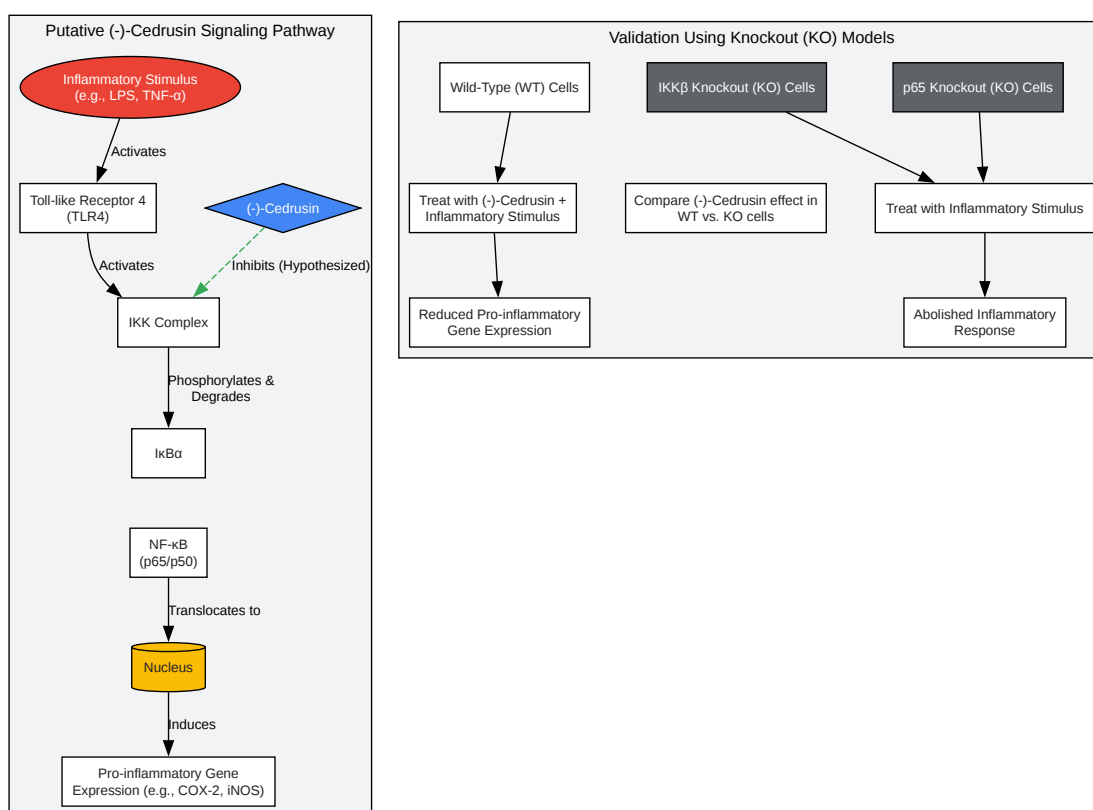 Putative (-)-Cedrusin Signaling Pathway
Inflammatory Stimulus
(e.g., LPS, TNF-α)
Activates
Toll-like Receptor 4
(TLR4)
(-)-Cedrusin
Activates
Inhibits (Hypothesized)
IKK Complex
Phosphorylates &
Degrades
IκBα
NF-κB
(p65/p50)
Translocates to
Nucleus
Induces
Pro-inflammatory Gene
Expression (e.g., COX-2, iNOS)
Validation Using Knockout (KO) Models
Wild-Type (WT) Cells
IKKβ Knockout (KO) Cells
p65 Knockout (KO) Cells
Treat with (-)-Cedrusin +
Inflammatory Stimulus
Compare (-)-Cedrusin effect in
WT vs. KO cells
Treat with Inflammatory Stimulus
Reduced Pro-inflammatory
Gene Expression
Abolished Inflammatory
Response